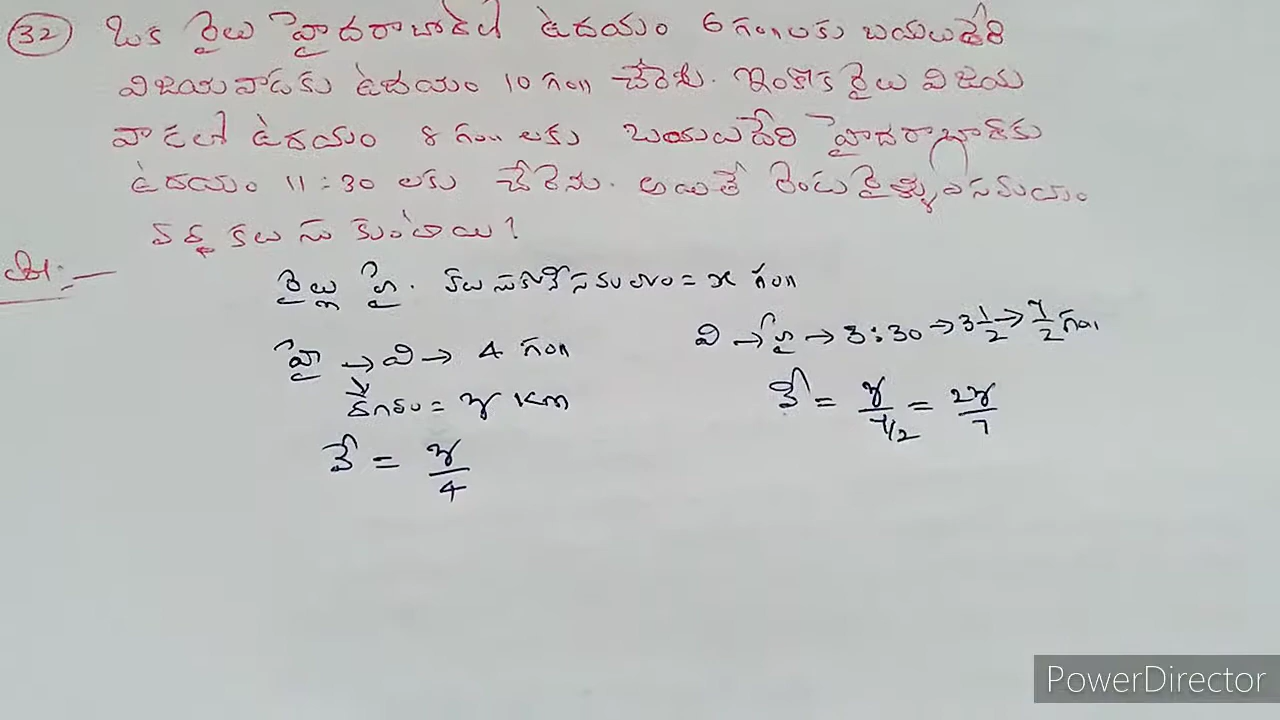 32 ఒక రైలు హైదరాబాద్‌లో ఉదయం 6 గం॥లకు బయలుదేరి
విజయవాడకు ఉదయం 10 గం॥ చేరెను. ఇంకొక రైలు విజయ
వాడలో ఉదయం 8 గం॥లకు బయలుదేరి హైదరాబాద్‌కు
ఉదయం 11:30 లకు చేరెను. అయితే రెండు రైళ్ళు ఏ సమయం
వద్ద కలుసుకుంటాయి?
జ:- రైల్లు హై. కలుసుకొనే సమయం = x గం॥
హై → వి → 4 గం॥ వి → హై → 3:30 → 3 1/2 → 7/2 గం.
దూరం = y km
వే = y/4 వే = y/7/2 = 2y/7
PowerDirector